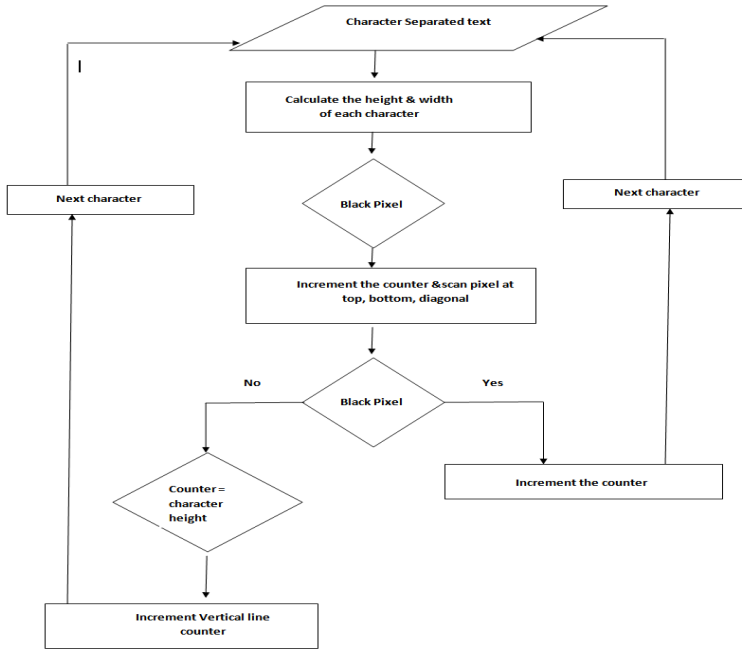 Character Separated text
Calculate the height & width
of each character
Next character
Next character
Black Pixel
Increment the counter &scan pixel at
top, bottom, diagonal
No
Yes
Black Pixel
Counter =
character
height
Increment the counter
Increment Vertical line
counter